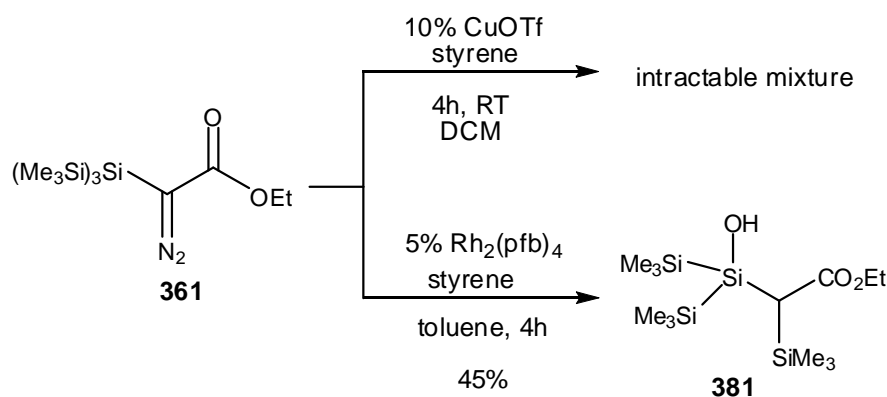 10% CuOTf
styrene
4h, RT
DCM
intractable mixture
O
(Me₃Si)₃Si
OEt
N₂
361
5% Rh₂(pfb)₄
styrene
toluene, 4h
45%
OH
Me₃Si
Si
CO₂Et
Me₃Si
SiMe₃
381